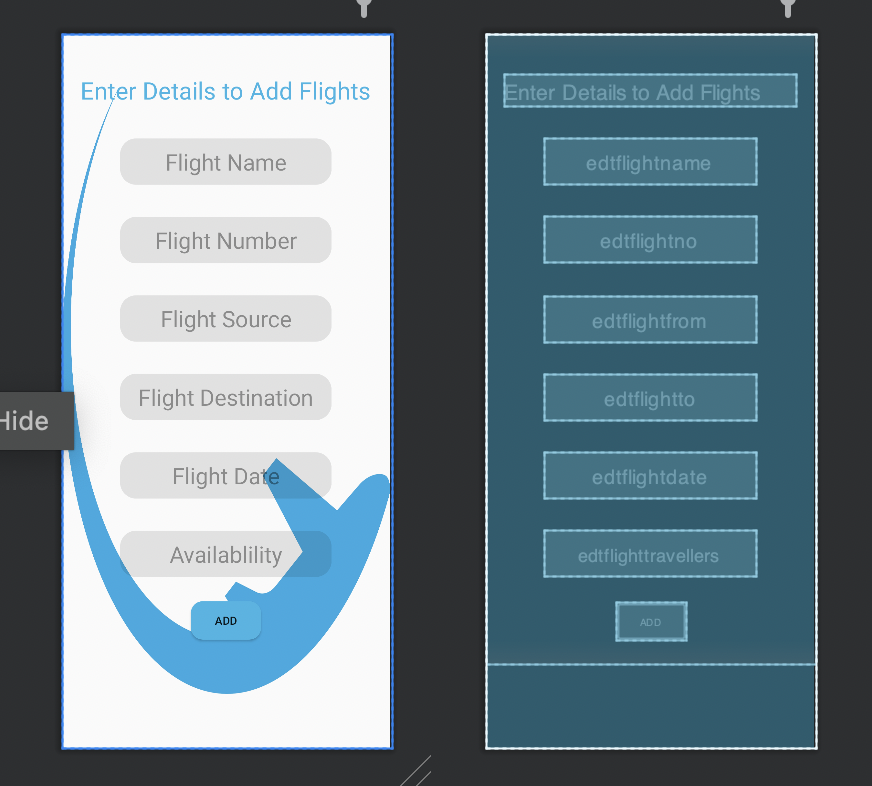 Enter Details to Add Flights
Flight Name
Flight Number
Flight Source
Flight Destination
Flight Date
Availablility
ADD
Hide
Enter Details to Add Flights
edtflightname
edtflightno
edtflightfrom
edtflightto
edtflightdate
edtflighttravellers
ADD